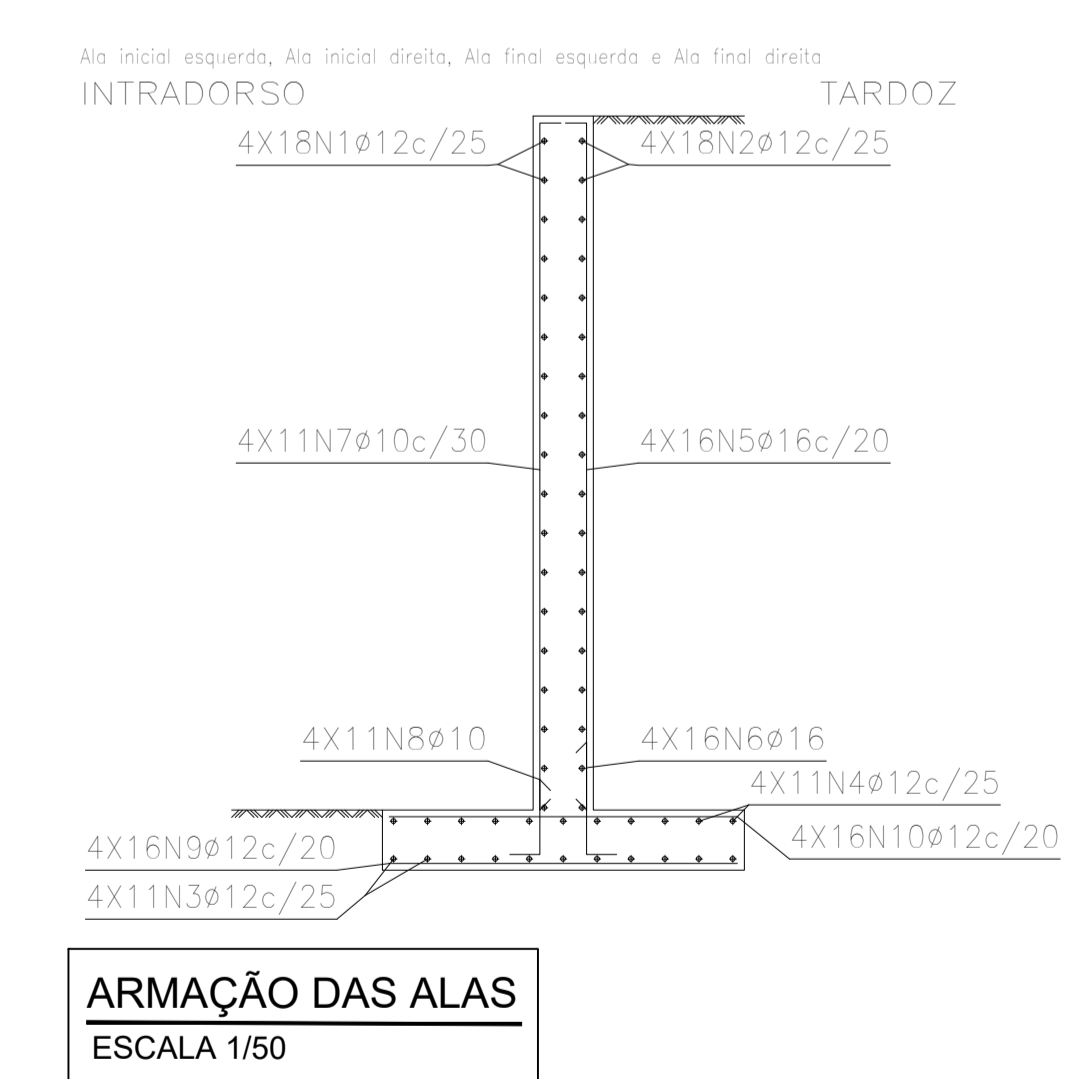 Ala inicial esquerda, Ala inicial direita, Ala final esquerda e Ala final direita
INTRADORSO
TARDOZ
4X18N1ø12c/25
4X18N2ø12c/25
4X11N7ø10c/30
4X16N5ø16c/20
4X11N8ø10
4X16N6ø16
4X11N4ø12c/25
4X16N9ø12c/20
4X16N10ø12c/20
4X11N3ø12c/25
ARMAÇÃO DAS ALAS
ESCALA 1/50